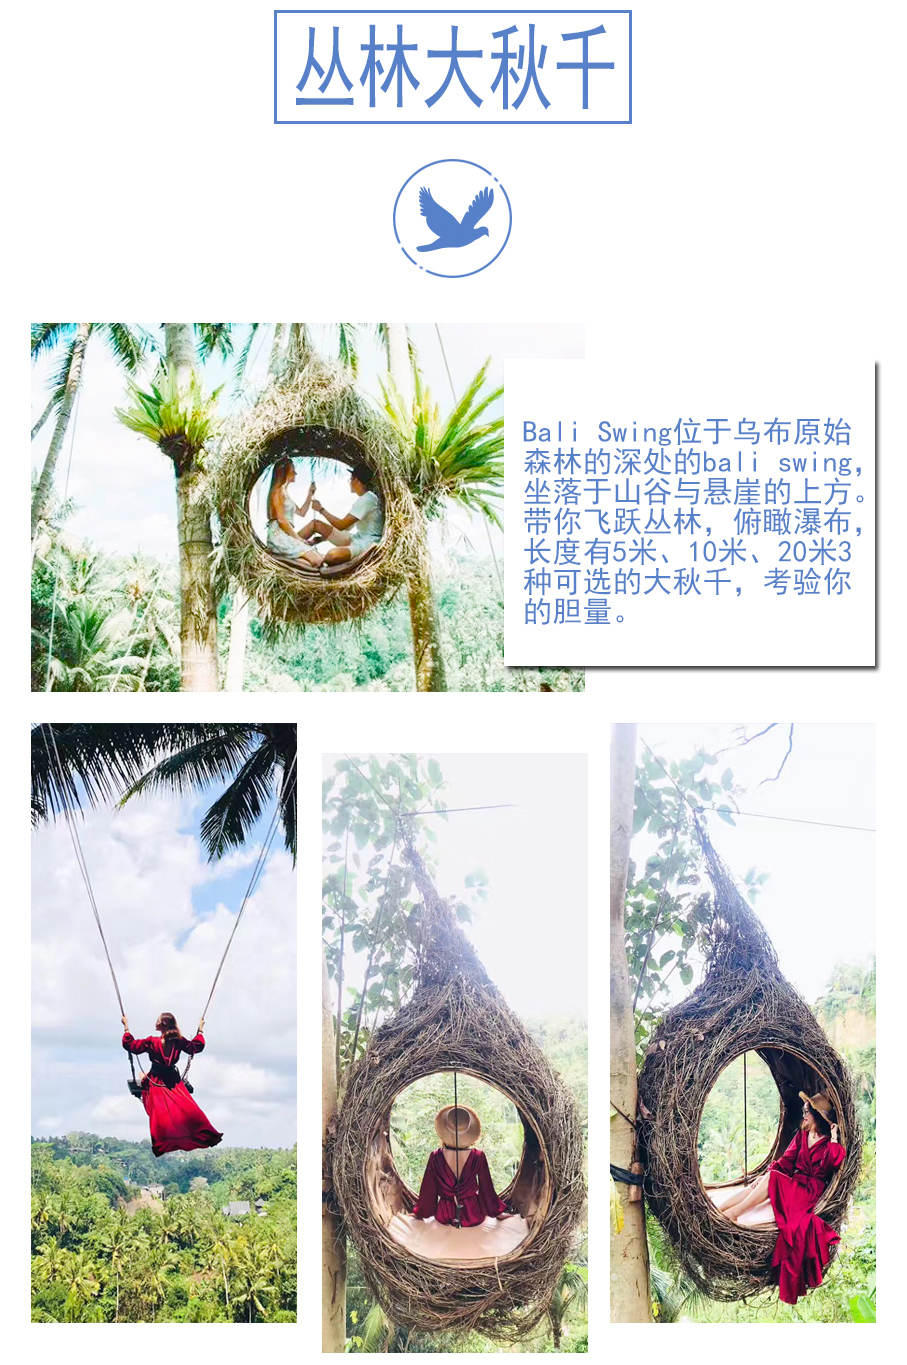 丛林大秋千
Bali Swing位于乌布原始
森林的深处的bali swing，
坐落于山谷与悬崖的上方。
带你飞跃丛林，俯瞰瀑布，
长度有5米、10米、20米3
种可选的大秋千，考验你
的胆量。